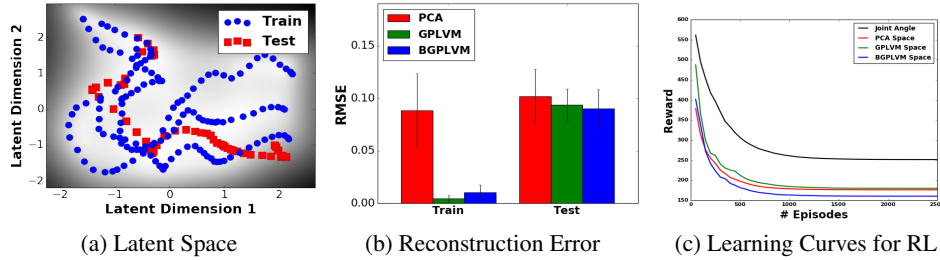 Train
Test
Latent Dimension 2
2
1
0
−1
−2
−2
−1
0
1
2
Latent Dimension 1
(a) Latent Space
PCA
GPLVM
BGPLVM
RMSE
0.15
0.10
0.05
0.00
Train
Test
(b) Reconstruction Error
Joint Angle
PCA Space
GPLVM Space
BGPLVM Space
Reward
600
550
500
450
400
350
300
250
200
150
0
500
1000
1500
2000
2500
# Episodes
(c) Learning Curves for RL